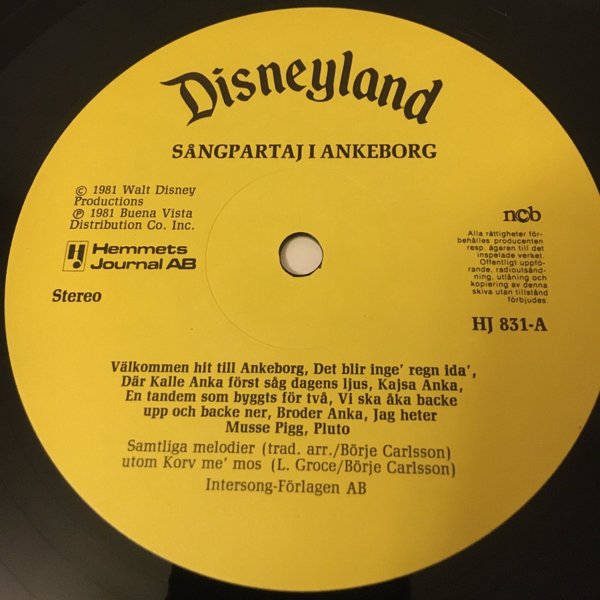 Disneyland
SÅNGPARTAJ I ANKEBORG
© 1981 Walt Disney
Productions
℗ 1981 Buena Vista
Distribution Co. Inc.
Hemmets
Journal AB
Stereo
ncb
Alla rättigheter för-
behålles producenten
resp. ägaren till det
inspelade verket.
Offentligt uppfö-
rande, radioutsänd-
ning, utlåning och
kopiering av denna
skiva utan tillstånd
förbjudes.
HJ 831-A
Välkommen hit till Ankeborg, Det blir inge' regn ida',
Där Kalle Anka först såg dagens ljus, Kajsa Anka,
En tandem som byggts för två, Vi ska åka backe
upp och backe ner, Broder Anka, Jag heter
Musse Pigg, Pluto
Samtliga melodier (trad. arr./Börje Carlsson)
utom Korv me' mos (L. Groce/Börje Carlsson)
Intersong-Förlagen AB